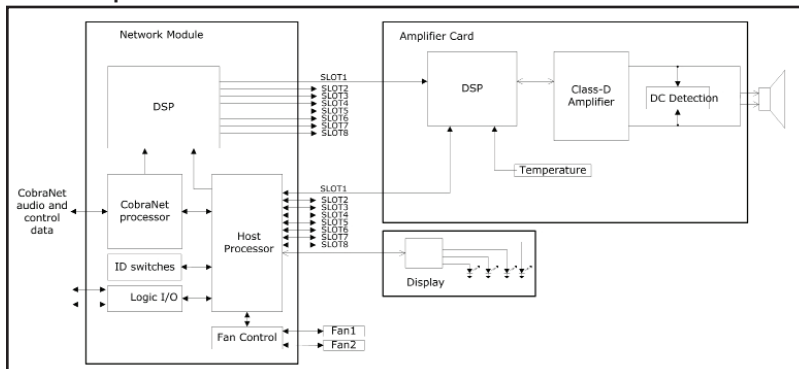 Network Module
Amplifier Card
DSP
SLOT1
SLOT2
SLOT3
SLOT4
SLOT5
SLOT6
SLOT7
SLOT8
DSP
Class-D
Amplifier
DC Detection
Temperature
CobraNet
audio and
control
data
CobraNet
processor
Host
Processor
SLOT1
SLOT2
SLOT3
SLOT4
SLOT5
SLOT6
SLOT7
SLOT8
ID switches
Logic I/O
Fan Control
Fan1
Fan2
Display